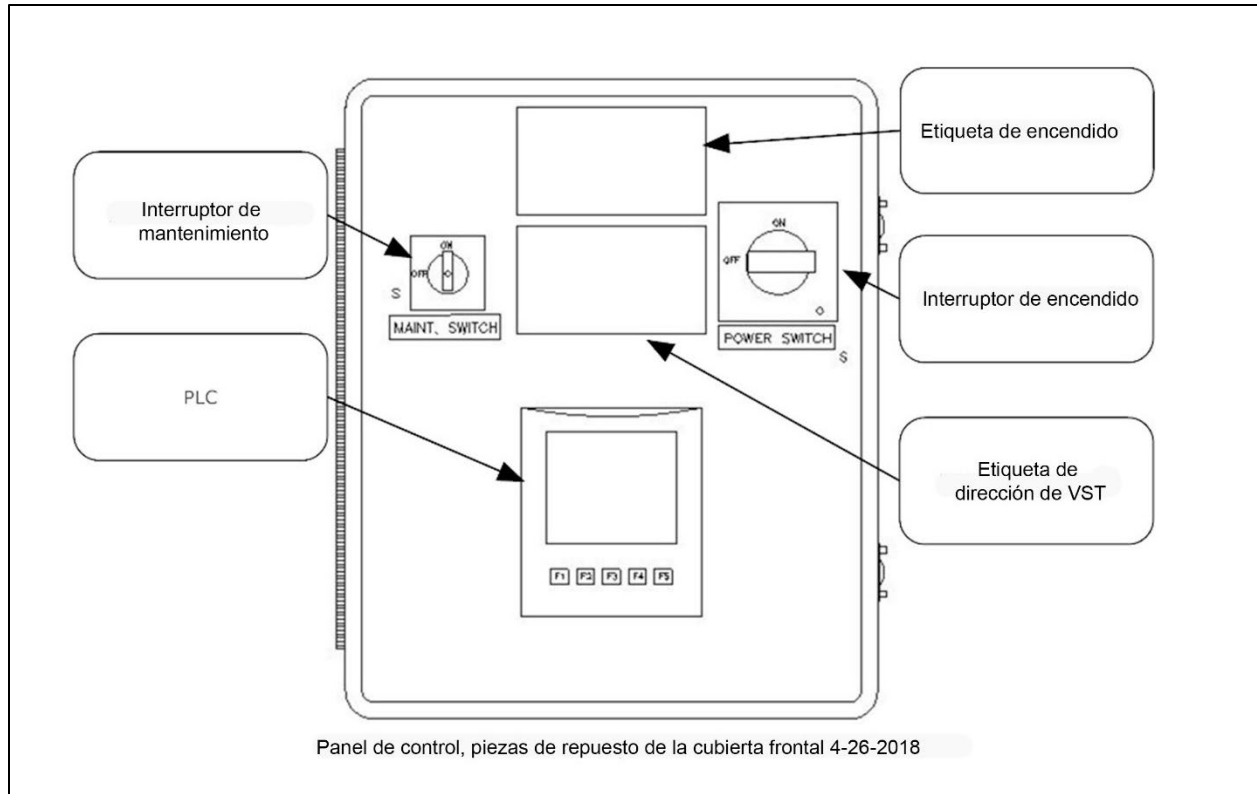 Etiqueta de encendido
Interruptor de
mantenimiento
ON
OFF
S
MAINT. SWITCH
ON
OFF
O
POWER SWITCH
S
Interruptor de encendido
PLC
Etiqueta de
dirección de VST
F1 F2 F3 F4 F5
Panel de control, piezas de repuesto de la cubierta frontal 4-26-2018